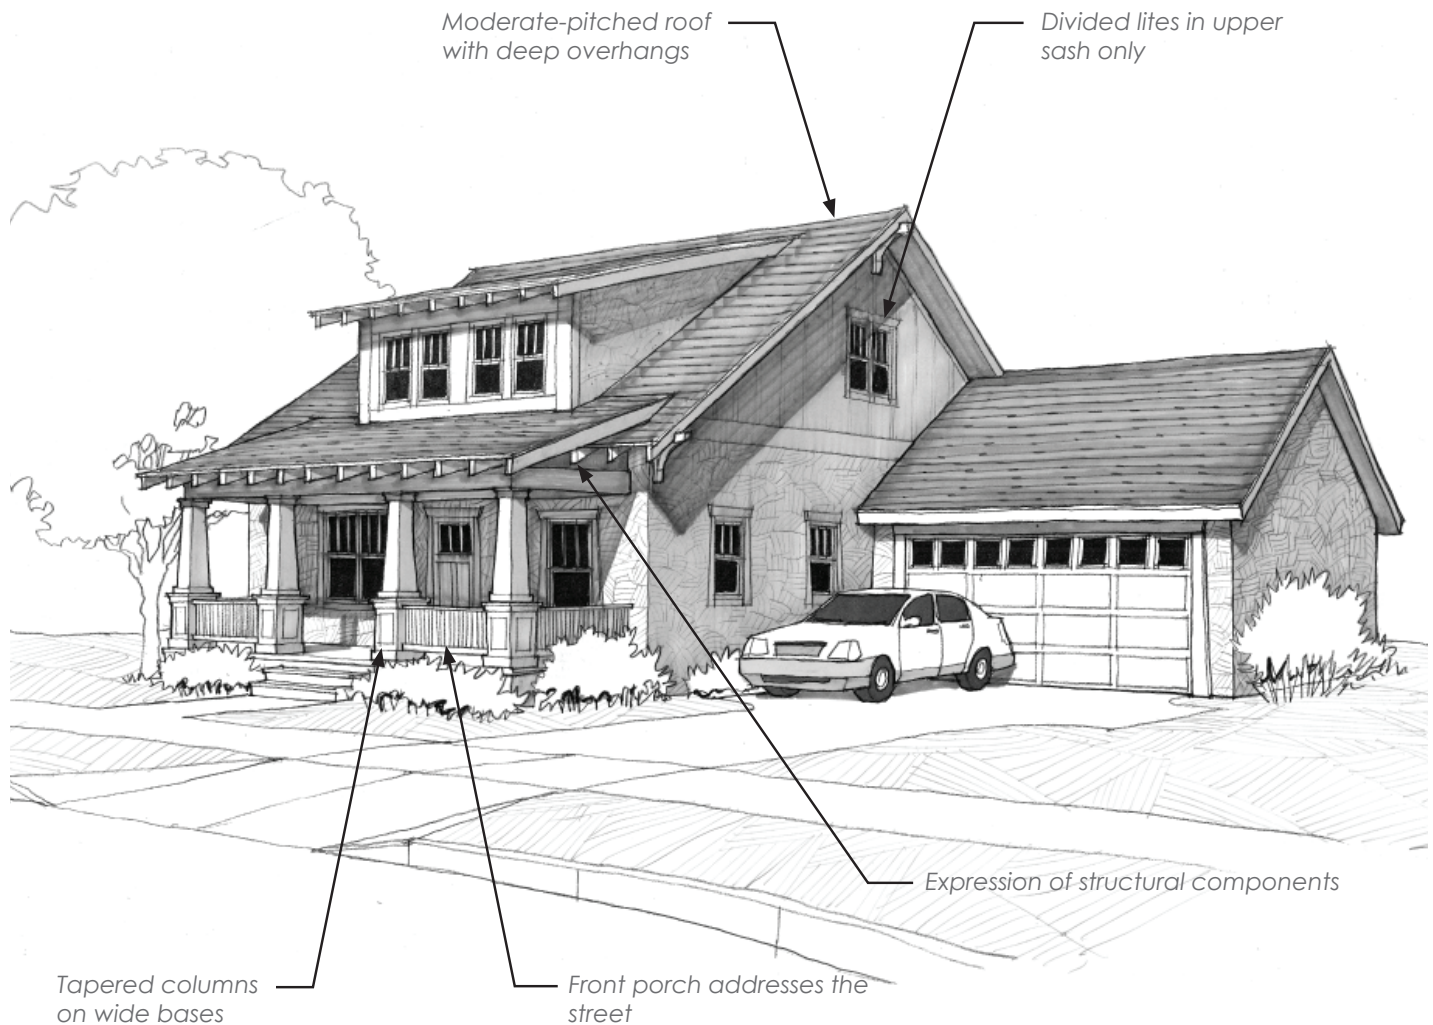 Moderate-pitched roof
with deep overhangs
Divided lites in upper
sash only
Expression of structural components
Tapered columns
on wide bases
Front porch addresses the
street